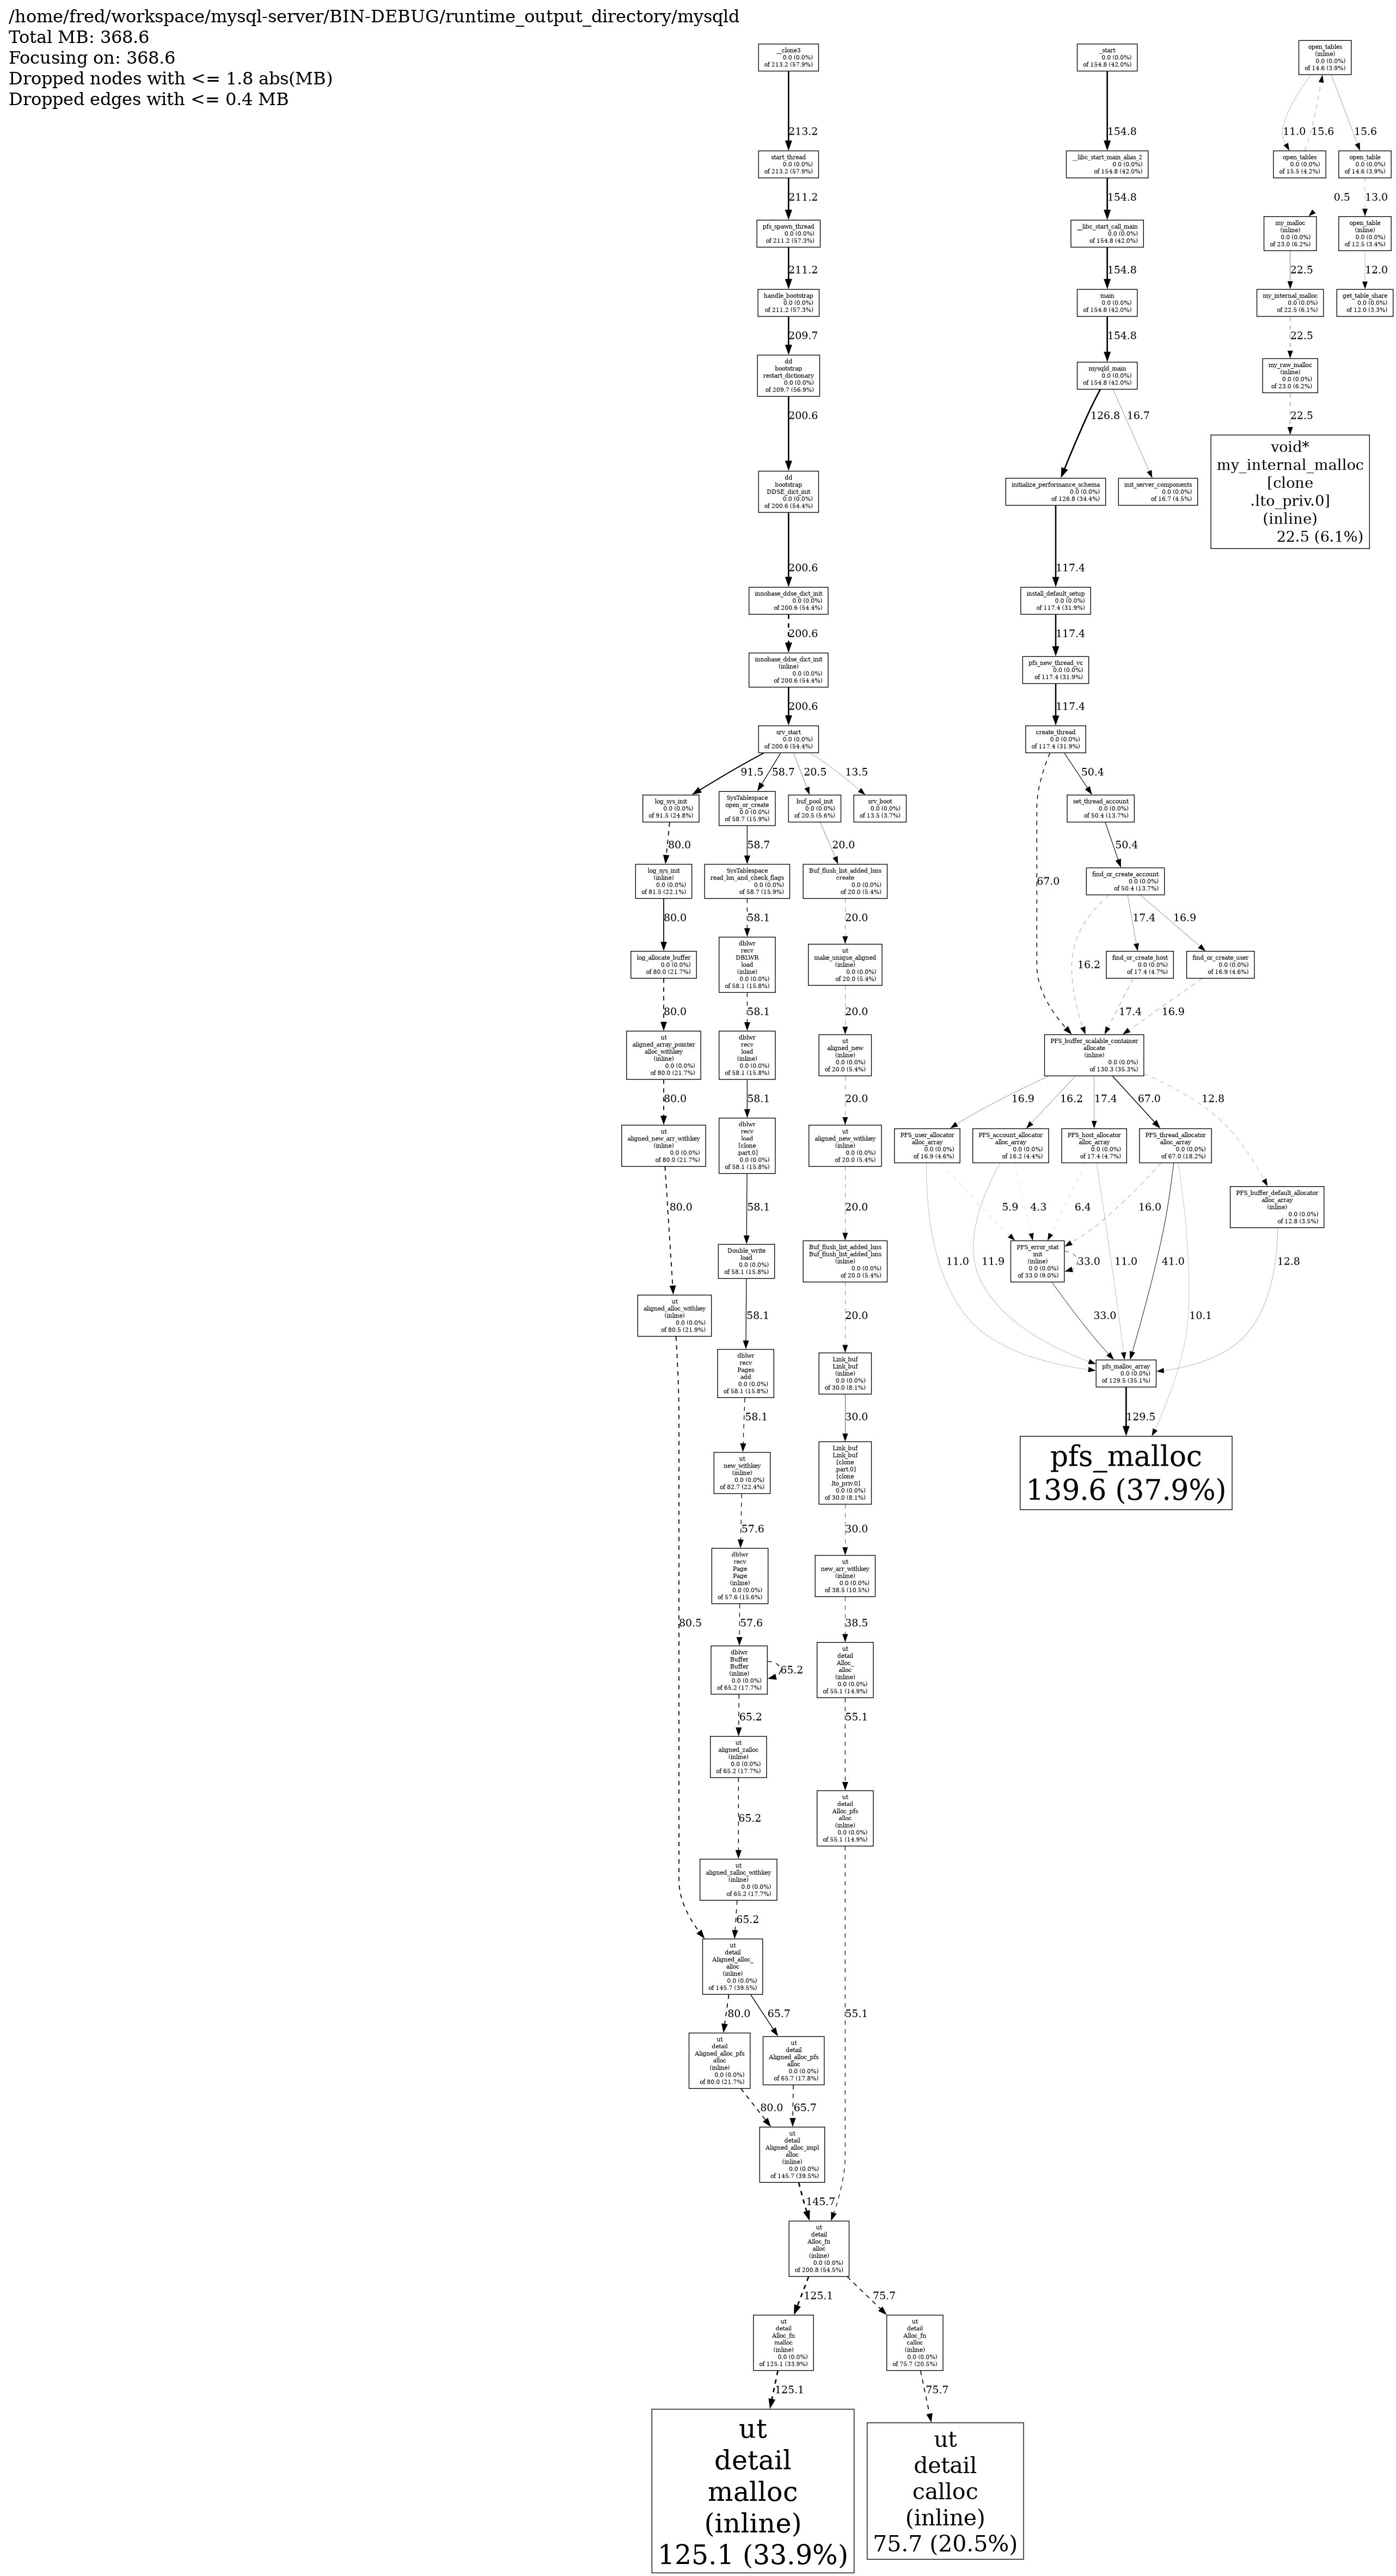 /home/fred/workspace/mysql-server/BIN-DEBUG/runtime_output_directory/mysqld
Total MB: 368.6
Focusing on: 368.6
Dropped nodes with <= 1.8 abs(MB)
Dropped edges with <= 0.4 MB
__clone3
0.0 (0.0%)
of 213.2 (57.9%)
213.2
start_thread
0.0 (0.0%)
of 213.2 (57.9%)
211.2
pfs_spawn_thread
0.0 (0.0%)
of 211.2 (57.3%)
211.2
handle_bootstrap
0.0 (0.0%)
of 211.2 (57.3%)
209.7
dd
bootstrap
restart_dictionary
0.0 (0.0%)
of 209.7 (56.9%)
200.6
dd
bootstrap
DDSE_dict_init
0.0 (0.0%)
of 200.6 (54.4%)
200.6
innobase_ddse_dict_init
0.0 (0.0%)
of 200.6 (54.4%)
200.6
innobase_ddse_dict_init
(inline)
0.0 (0.0%)
of 200.6 (54.4%)
200.6
srv_start
0.0 (0.0%)
of 200.6 (54.4%)
91.5
58.7
20.5
13.5
log_sys_init
0.0 (0.0%)
of 91.5 (24.8%)
80.0
log_sys_init
(inline)
0.0 (0.0%)
of 81.5 (22.1%)
80.0
log_allocate_buffer
0.0 (0.0%)
of 80.0 (21.7%)
80.0
ut
aligned_array_pointer
alloc_withkey
(inline)
0.0 (0.0%)
of 80.0 (21.7%)
80.0
ut
aligned_new_arr_withkey
(inline)
0.0 (0.0%)
of 80.0 (21.7%)
80.0
ut
aligned_alloc_withkey
(inline)
0.0 (0.0%)
of 80.5 (21.9%)
80.5
SysTablespace
open_or_create
0.0 (0.0%)
of 58.7 (15.9%)
58.7
SysTablespace
read_lsn_and_check_flags
0.0 (0.0%)
of 58.7 (15.9%)
58.1
dblwr
recv
DBLWR
load
(inline)
0.0 (0.0%)
of 58.1 (15.8%)
58.1
dblwr
recv
load
(inline)
0.0 (0.0%)
of 58.1 (15.8%)
58.1
dblwr
recv
load
[clone
.part.0]
0.0 (0.0%)
of 58.1 (15.8%)
58.1
Double_write
load
0.0 (0.0%)
of 58.1 (15.8%)
58.1
dblwr
recv
Pages
add
0.0 (0.0%)
of 58.1 (15.8%)
58.1
ut
new_withkey
(inline)
0.0 (0.0%)
of 82.7 (22.4%)
57.6
dblwr
recv
Page
Page
(inline)
0.0 (0.0%)
of 57.6 (15.6%)
57.6
dblwr
Buffer
Buffer
(inline)
0.0 (0.0%)
of 65.2 (17.7%)
65.2
65.2
ut
aligned_zalloc
(inline)
0.0 (0.0%)
of 65.2 (17.7%)
65.2
ut
aligned_zalloc_withkey
(inline)
0.0 (0.0%)
of 65.2 (17.7%)
65.2
ut
detail
Aligned_alloc_
alloc
(inline)
0.0 (0.0%)
of 145.7 (39.5%)
80.0
65.7
ut
detail
Aligned_alloc_pfs
alloc
(inline)
0.0 (0.0%)
of 80.0 (21.7%)
ut
detail
Aligned_alloc_pfs
alloc
0.0 (0.0%)
of 65.7 (17.8%)
80.0
65.7
ut
detail
Aligned_alloc_impl
alloc
(inline)
0.0 (0.0%)
of 145.7 (39.5%)
145.7
buf_pool_init
0.0 (0.0%)
of 20.5 (5.6%)
20.0
srv_boot
0.0 (0.0%)
of 13.5 (3.7%)
Buf_flush_list_added_lsns
create
0.0 (0.0%)
of 20.0 (5.4%)
20.0
ut
make_unique_aligned
(inline)
0.0 (0.0%)
of 20.0 (5.4%)
20.0
ut
aligned_new
(inline)
0.0 (0.0%)
of 20.0 (5.4%)
20.0
ut
aligned_new_withkey
(inline)
0.0 (0.0%)
of 20.0 (5.4%)
20.0
Buf_flush_list_added_lsns
Buf_flush_list_added_lsns
(inline)
0.0 (0.0%)
of 20.0 (5.4%)
20.0
Link_buf
Link_buf
(inline)
0.0 (0.0%)
of 30.0 (8.1%)
30.0
Link_buf
Link_buf
[clone
.part.0]
[clone
.lto_priv.0]
0.0 (0.0%)
of 30.0 (8.1%)
30.0
ut
new_arr_withkey
(inline)
0.0 (0.0%)
of 38.5 (10.5%)
38.5
ut
detail
Alloc_
alloc
(inline)
0.0 (0.0%)
of 55.1 (14.9%)
55.1
ut
detail
Alloc_pfs
alloc
(inline)
0.0 (0.0%)
of 55.1 (14.9%)
55.1
ut
detail
Alloc_fn
alloc
(inline)
0.0 (0.0%)
of 200.8 (54.5%)
125.1
75.7
ut
detail
Alloc_fn
malloc
(inline)
0.0 (0.0%)
of 125.1 (33.9%)
125.1
ut
detail
Alloc_fn
calloc
(inline)
0.0 (0.0%)
of 75.7 (20.5%)
75.7
ut
detail
malloc
(inline)
125.1 (33.9%)
ut
detail
calloc
(inline)
75.7 (20.5%)
_start
0.0 (0.0%)
of 154.8 (42.0%)
154.8
__libc_start_main_alias_2
0.0 (0.0%)
of 154.8 (42.0%)
154.8
__libc_start_call_main
0.0 (0.0%)
of 154.8 (42.0%)
154.8
main
0.0 (0.0%)
of 154.8 (42.0%)
154.8
mysqld_main
0.0 (0.0%)
of 154.8 (42.0%)
126.8
16.7
initialize_performance_schema
0.0 (0.0%)
of 126.8 (34.4%)
init_server_components
0.0 (0.0%)
of 16.7 (4.5%)
117.4
install_default_setup
0.0 (0.0%)
of 117.4 (31.9%)
117.4
pfs_new_thread_vc
0.0 (0.0%)
of 117.4 (31.9%)
117.4
create_thread
0.0 (0.0%)
of 117.4 (31.9%)
67.0
50.4
set_thread_account
0.0 (0.0%)
of 50.4 (13.7%)
50.4
find_or_create_account
0.0 (0.0%)
of 50.4 (13.7%)
16.2
17.4
16.9
find_or_create_host
0.0 (0.0%)
of 17.4 (4.7%)
find_or_create_user
0.0 (0.0%)
of 16.9 (4.6%)
17.4
16.9
PFS_buffer_scalable_container
allocate
(inline)
0.0 (0.0%)
of 130.3 (35.3%)
16.9
16.2
17.4
67.0
12.8
PFS_user_allocator
alloc_array
0.0 (0.0%)
of 16.9 (4.6%)
PFS_account_allocator
alloc_array
0.0 (0.0%)
of 16.2 (4.4%)
PFS_host_allocator
alloc_array
0.0 (0.0%)
of 17.4 (4.7%)
PFS_thread_allocator
alloc_array
0.0 (0.0%)
of 67.0 (18.2%)
PFS_buffer_default_allocator
alloc_array
(inline)
0.0 (0.0%)
of 12.8 (3.5%)
5.9
4.3
6.4
16.0
PFS_error_stat
init
(inline)
0.0 (0.0%)
of 33.0 (9.0%)
33.0
11.0
11.9
11.0
41.0
12.8
33.0
10.1
pfs_malloc_array
0.0 (0.0%)
of 129.5 (35.1%)
129.5
pfs_malloc
139.6 (37.9%)
open_tables
(inline)
0.0 (0.0%)
of 14.6 (3.9%)
11.0
15.6
15.6
open_tables
0.0 (0.0%)
of 15.5 (4.2%)
open_table
0.0 (0.0%)
of 14.6 (3.9%)
0.5
13.0
my_malloc
(inline)
0.0 (0.0%)
of 23.0 (6.2%)
open_table
(inline)
0.0 (0.0%)
of 12.5 (3.4%)
22.5
12.0
my_internal_malloc
0.0 (0.0%)
of 22.5 (6.1%)
get_table_share
0.0 (0.0%)
of 12.0 (3.3%)
22.5
my_raw_malloc
(inline)
0.0 (0.0%)
of 23.0 (6.2%)
22.5
void*
my_internal_malloc
[clone
.lto_priv.0]
(inline)
22.5 (6.1%)